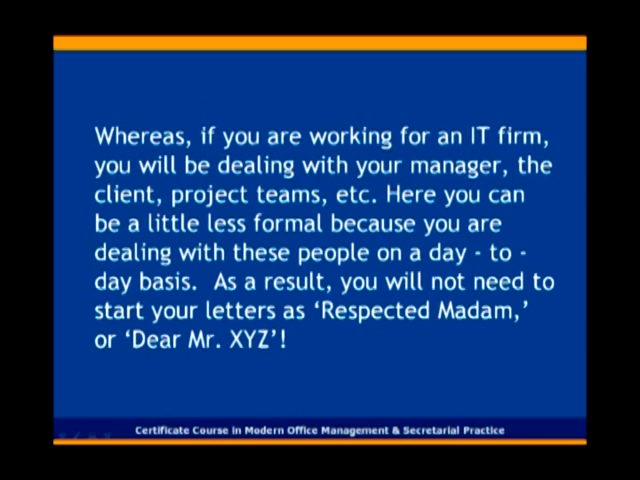 Whereas, if you are working for an IT firm,
you will be dealing with your manager, the
client, project teams, etc. Here you can
be a little less formal because you are
dealing with these people on a day - to -
day basis.  As a result, you will not need to
start your letters as ‘Respected Madam,’
or ‘Dear Mr. XYZ’!
Certificate Course in Modern Office Management & Secretarial Practice